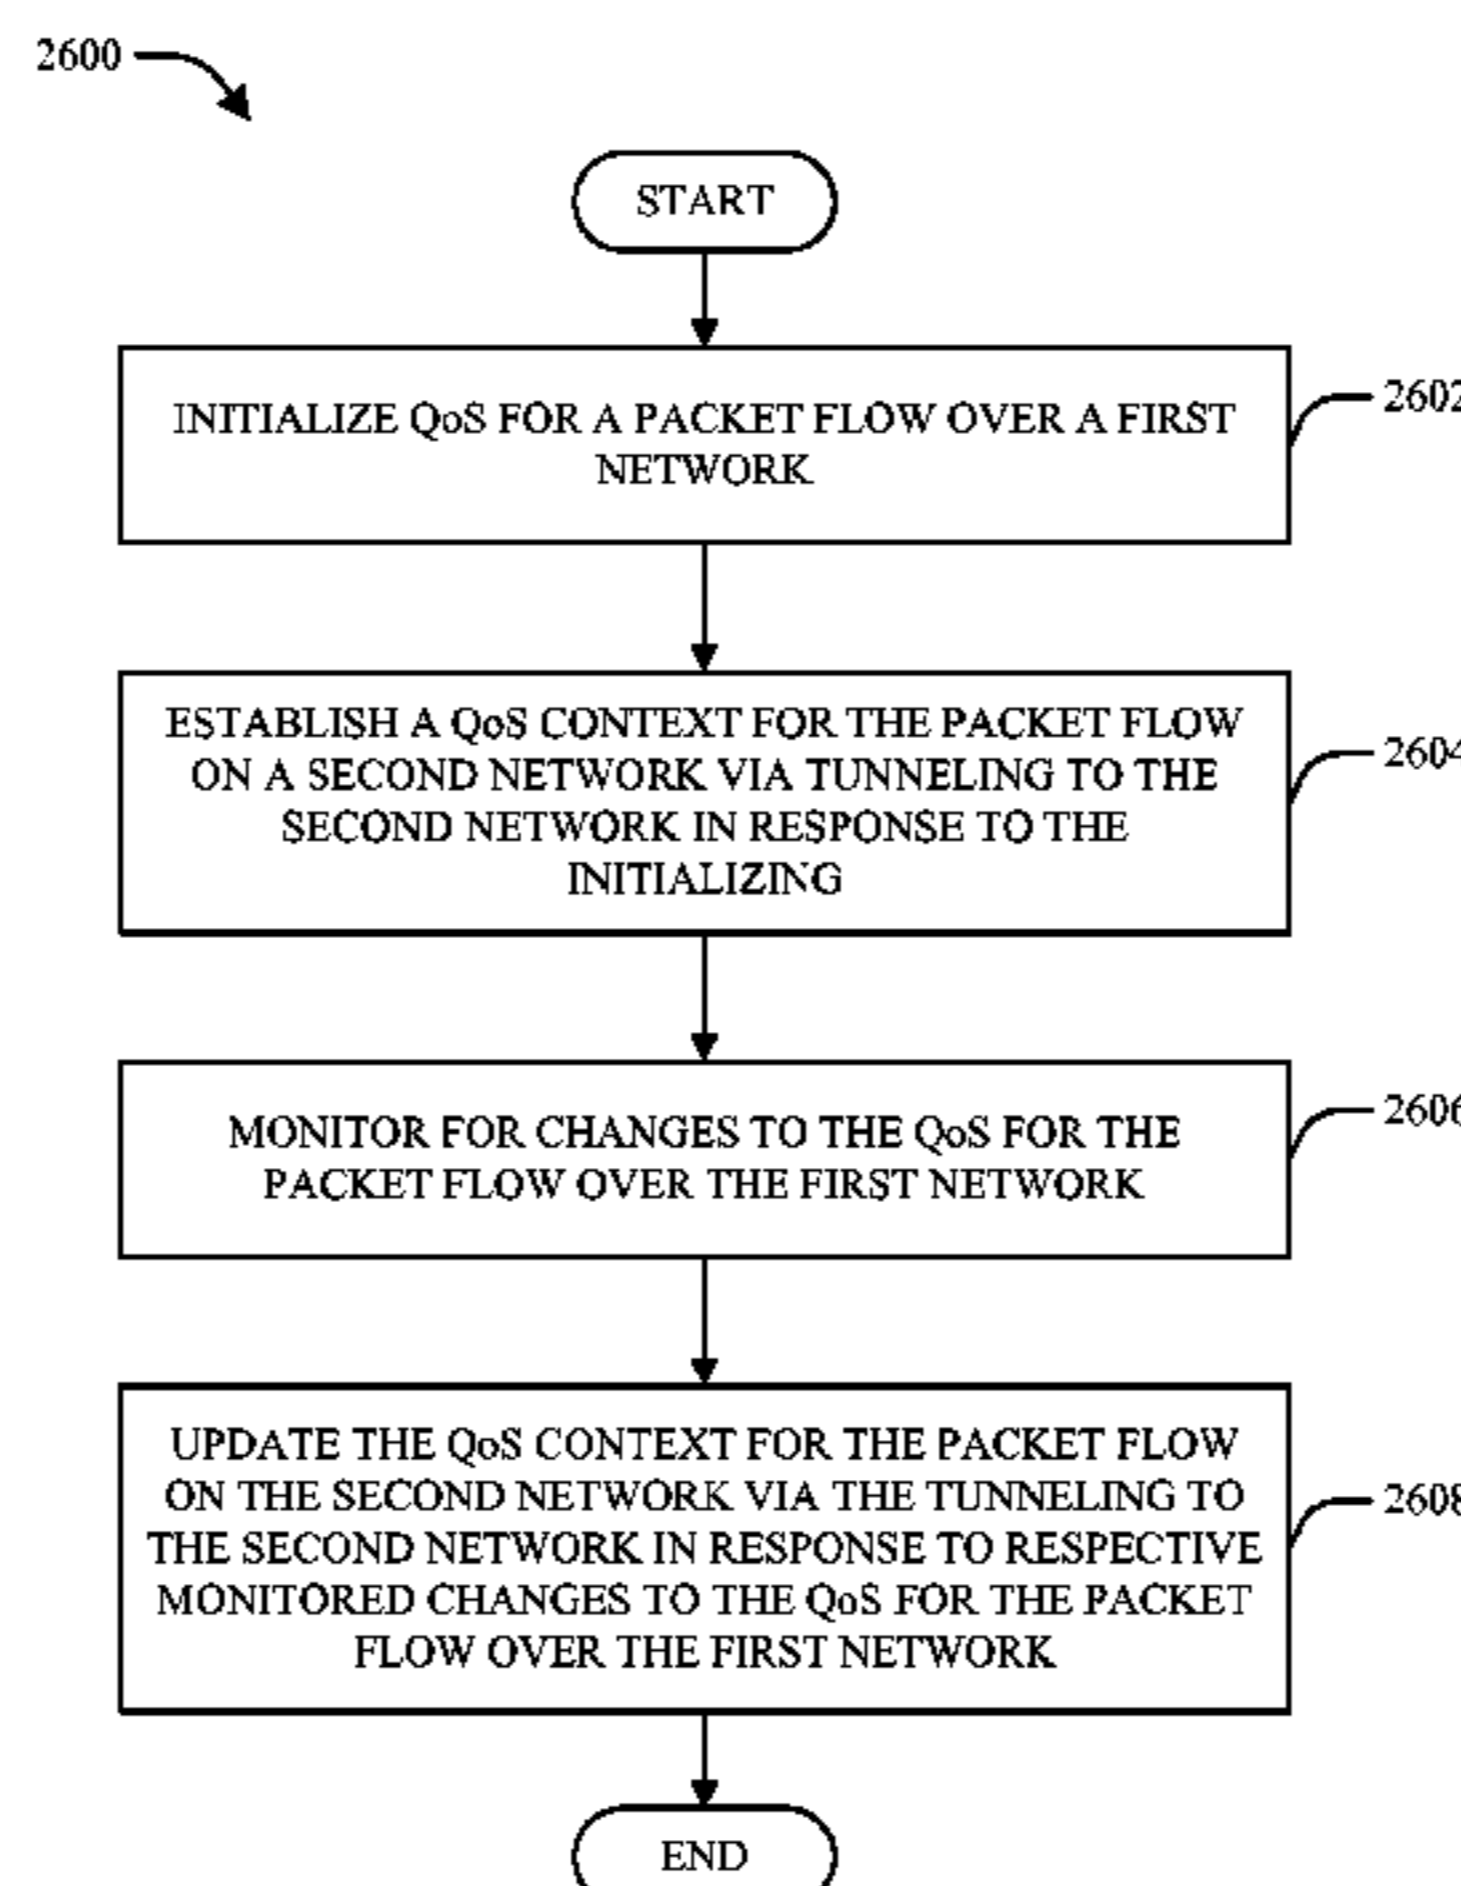 2600
START
INITIALIZE QoS FOR A PACKET FLOW OVER A FIRST
NETWORK
2602
ESTABLISH A QoS CONTEXT FOR THE PACKET FLOW
ON A SECOND NETWORK VIA TUNNELING TO THE
SECOND NETWORK IN RESPONSE TO THE
INITIALIZING
2604
MONITOR FOR CHANGES TO THE QoS FOR THE
PACKET FLOW OVER THE FIRST NETWORK
2606
UPDATE THE QoS CONTEXT FOR THE PACKET FLOW
ON THE SECOND NETWORK VIA THE TUNNELING TO
THE SECOND NETWORK IN RESPONSE TO RESPECTIVE
MONITORED CHANGES TO THE QoS FOR THE PACKET
FLOW OVER THE FIRST NETWORK
2608
END